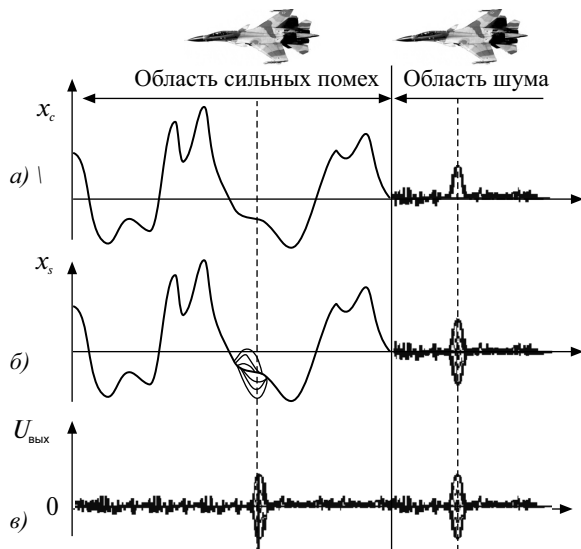 Область сильных помех
Область шума
x_c
а) \
x_s
б)
U_вых
0
в)